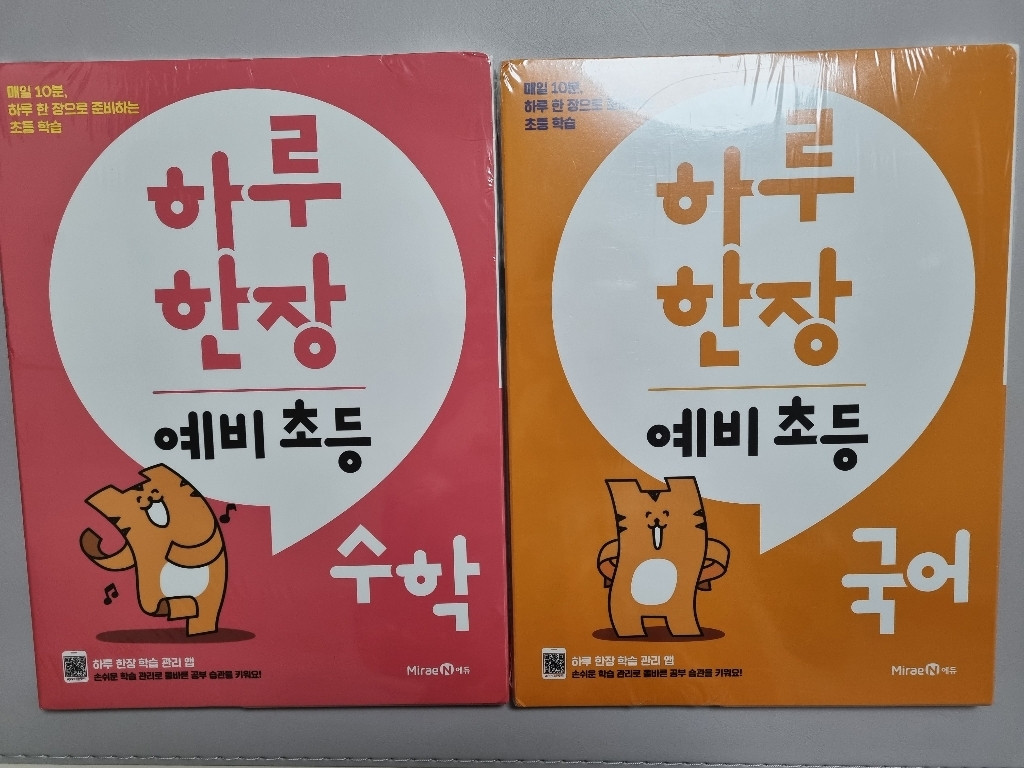 매일 10분,
하루 한 장으로 준비하는
초등 학습
하루
한장
예비 초등
수학
하루 한장 학습 관리 앱
손쉬운 학습 관리로 올바른 공부 습관을 키워요!
Mirae N 에듀
매일 10분,
하루 한 장으로
초등 학습
하루
한장
예비 초등
국어
하루 한장 학습 관리 앱
손쉬운 학습 관리로 올바른 공부 습관을 키워요!
Mirae N 에듀